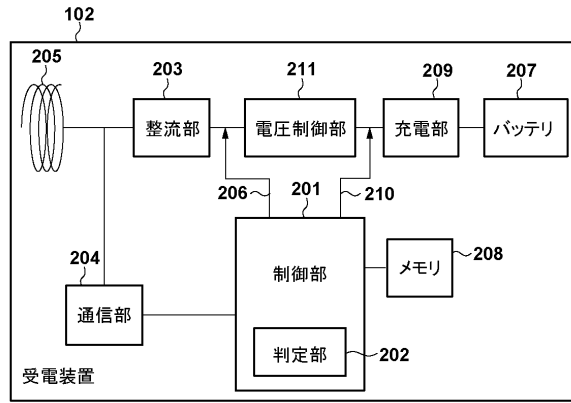 102
205
203
211
209
207
整流部
電圧制御部
充電部
バッテリ
206
201
210
204
制御部
メモリ
208
通信部
判定部
202
受電装置